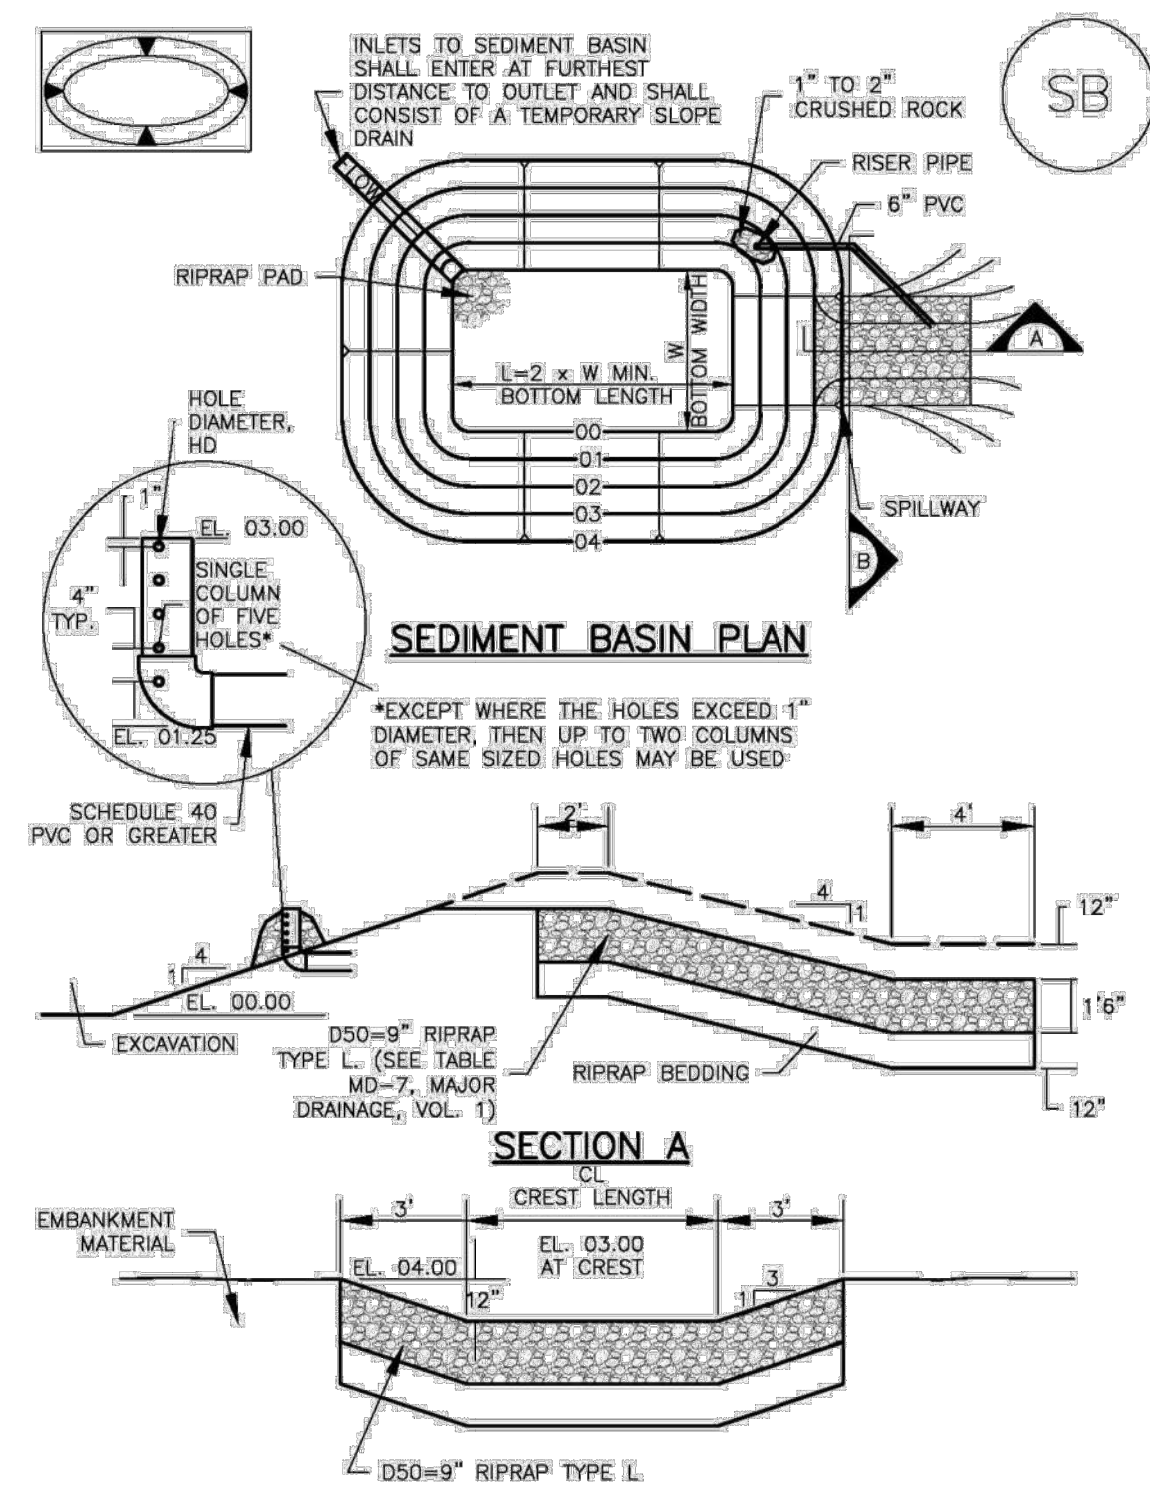 INLETS TO SEDIMENT BASIN
SHALL ENTER AT FURTHEST
DISTANCE TO OUTLET AND SHALL
CONSIST OF A TEMPORARY SLOPE
DRAIN
1" TO 2"
CRUSHED ROCK
SB
RISER PIPE
6" PVC
FLOW
RIPRAP PAD
W
BOTTOM WIDTH
A
L=2 x W MIN.
BOTTOM LENGTH
00
01
02
03
04
HOLE
DIAMETER,
HD
SPILLWAY
B
1"
EL. 03.00
4"
TYP.
SINGLE
COLUMN
OF FIVE
HOLES*
EL. 01.25
SEDIMENT BASIN PLAN
*EXCEPT WHERE THE HOLES EXCEED 1"
DIAMETER, THEN UP TO TWO COLUMNS
OF SAME SIZED HOLES MAY BE USED
SCHEDULE 40
PVC OR GREATER
2'
4'
4
1
12"
4
1
EL. 00.00
1'6"
EXCAVATION
D50=9" RIPRAP
TYPE L. (SEE TABLE
MD-7, MAJOR
DRAINAGE, VOL. 1)
RIPRAP BEDDING
12"
SECTION A
CL
CREST LENGTH
3'
3'
EMBANKMENT
MATERIAL
EL. 04.00
EL. 03.00
AT CREST
12"
3
1
D50=9" RIPRAP TYPE L